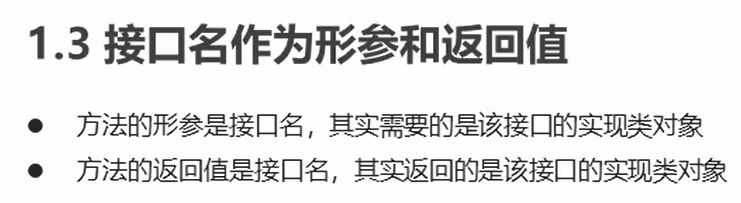 1.3 接口名作为形参和返回值
● 方法的形参是接口名，其实需要的是该接口的实现类对象
● 方法的返回值是接口名，其实返回的是该接口的实现类对象